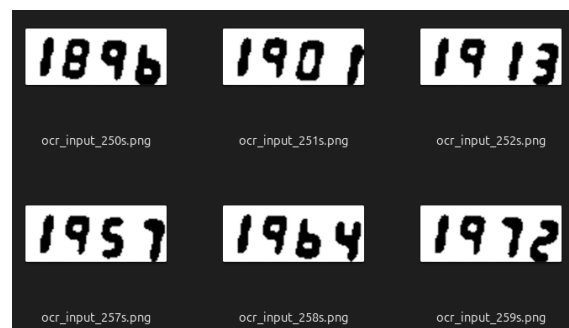 1896 1901 1913
ocr_input_250s.png ocr_input_251s.png ocr_input_252s.png
1957 1964 1972
ocr_input_257s.png ocr_input_258s.png ocr_input_259s.png